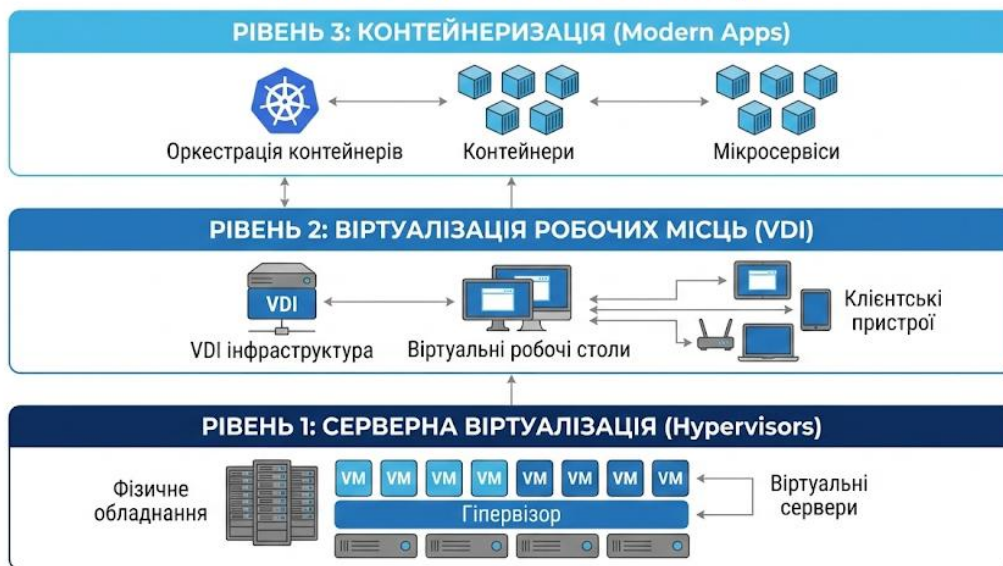 РІВЕНЬ 3: КОНТЕЙНЕРИЗАЦІЯ (Modern Apps)
Оркестрація контейнерів
Контейнери
Мікросервіси
РІВЕНЬ 2: ВІРТУАЛІЗАЦІЯ РОБОЧИХ МІСЦЬ (VDI)
VDI
VDI інфраструктура
Віртуальні робочі столи
Клієнтські
пристрої
РІВЕНЬ 1: СЕРВЕРНА ВІРТУАЛІЗАЦІЯ (Hypervisors)
Фізичне
обладнання
VM VM VM VM VM VM VM VM
Гіпервізор
Віртуальні
сервери